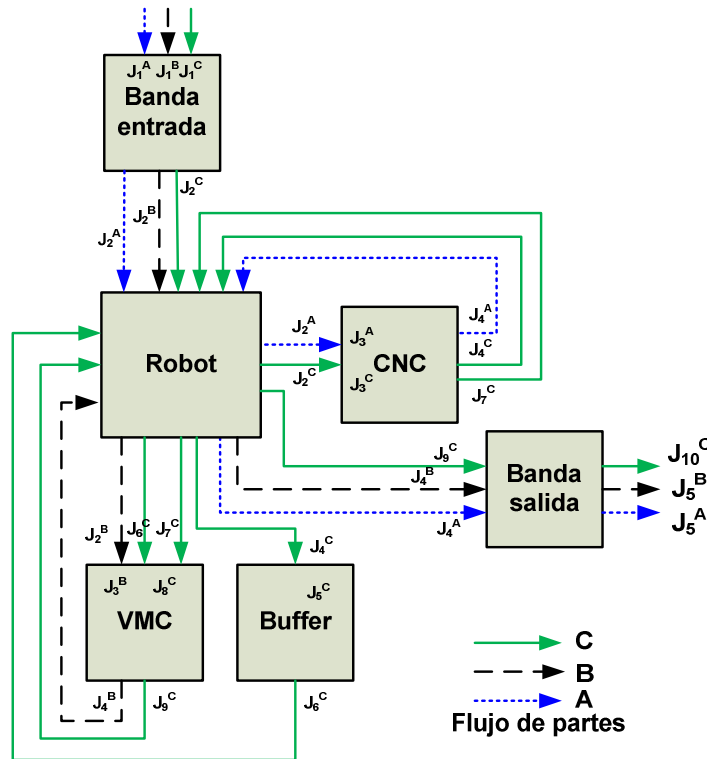 J₁ᴬ J₁ᴮ J₁ᶜ
Banda
entrada
J₂ᶜ
J₂ᴮ
J₂ᴬ
J₂ᴬ
J₃ᴬ
J₄ᴬ
Robot
CNC
J₄ᶜ
J₂ᶜ
J₃ᶜ
J₇ᶜ
J₉ᶜ
J₄ᴮ
J₄ᴬ
Banda
salida
J₁₀ᶜ
J₅ᴮ
J₅ᴬ
J₂ᴮ
J₆ᶜ
J₇ᶜ
J₄ᶜ
J₃ᴮ
J₈ᶜ
VMC
J₅ᶜ
Buffer
J₄ᴮ
J₉ᶜ
J₆ᶜ
C
B
A
Flujo de partes